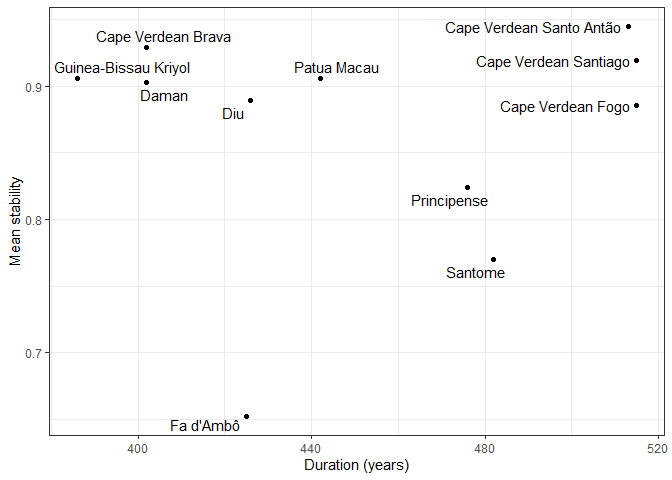 Cape Verdean Santo Antão
Cape Verdean Brava
Cape Verdean Santiago
Guinea-Bissau Kriyol
Patua Macau
Daman
Diu
Cape Verdean Fogo
Principense
Santome
Fa d'Ambô
0.9
0.8
0.7
Mean stability
400
440
480
520
Duration (years)